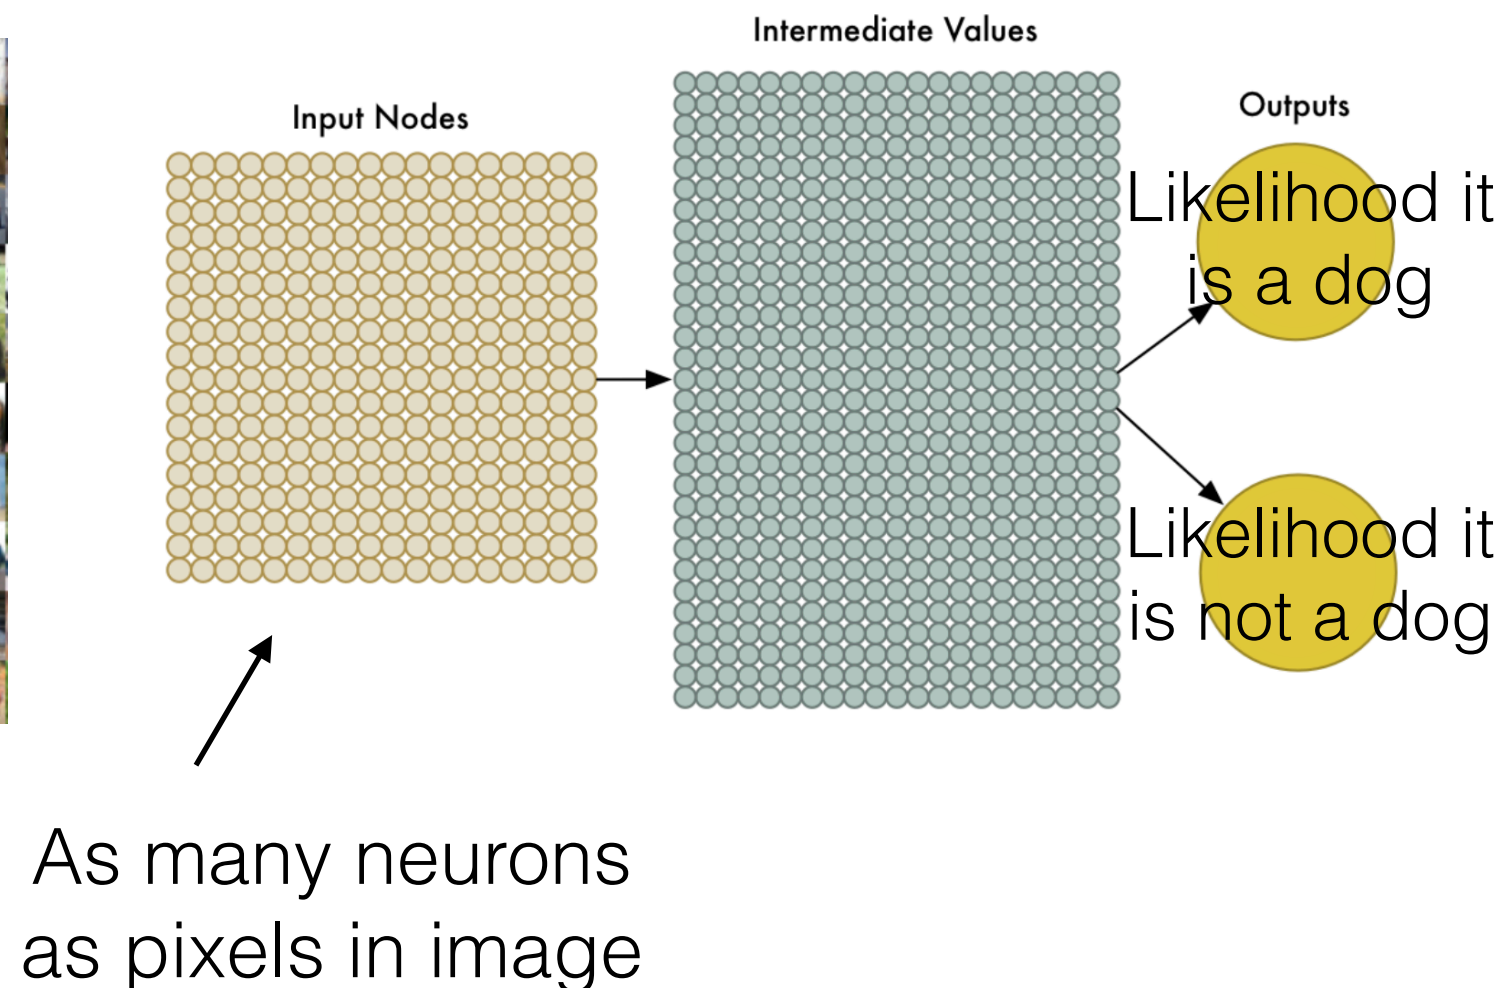 Intermediate Values
Input Nodes
Outputs
Likelihood it
is a dog
Likelihood it
is not a dog
As many neurons
as pixels in image